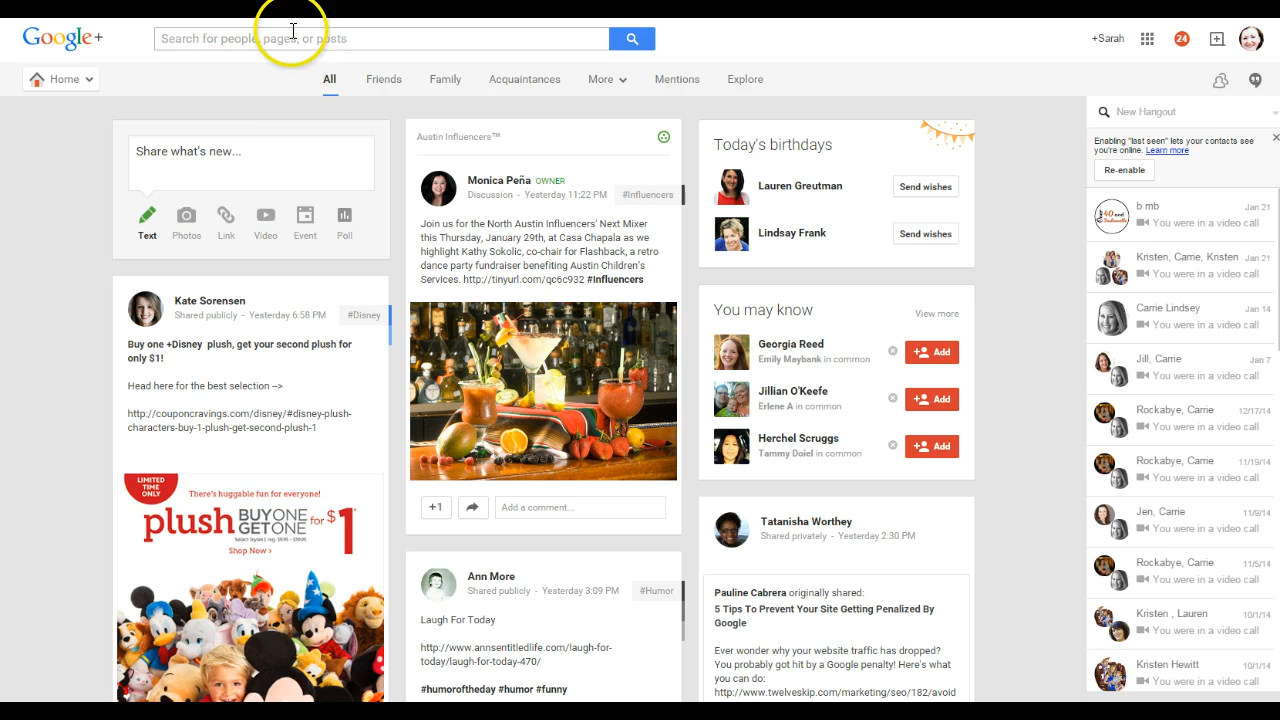 Google+
Search for people, pages, or posts
+Sarah
24
Home
All
Friends
Family
Acquaintances
More
Mentions
Explore
Share what's new...
Text
Photos
Link
Video
Event
Poll
Kate Sorensen
Shared publicly - Yesterday 6:58 PM
#Disney
Buy one +Disney plush, get your second plush for
only $1!
Head here for the best selection -->
http://couponcravings.com/disney/#disney-plush-
characters-buy-1-plush-get-second-plush-1
LIMITED
TIME
ONLY
There's huggable fun for everyone!
plush BUY ONE GET ONE for $1*
Shop Now >
Austin Influencers™
Monica Peña OWNER
Discussion - Yesterday 11:22 PM
#Influencers
Join us for the North Austin Influencers' Next Mixer
this Thursday, January 29th, at Casa Chapala as we
highlight Kathy Sokolic, co-chair for Flashback, a retro
dance party fundraiser benefiting Austin Children's
Services. http://tinyurl.com/qc6c932 #Influencers
+1
Add a comment...
Ann More
Shared publicly - Yesterday 3:09 PM
#Humor
Laugh For Today
http://www.annsentitledlife.com/laugh-for-
today/laugh-for-today-470/
#humoroftheday #humor #funny
Today's birthdays
Lauren Greutman
Send wishes
Lindsay Frank
Send wishes
You may know
View more
Georgia Reed
Emily Maybank in common
Add
Jillian O'Keefe
Erlene A in common
Add
Herchel Scruggs
Tammy Doiel in common
Add
Tatanisha Worthey
Shared privately - Yesterday 2:30 PM
Pauline Cabrera originally shared:
5 Tips To Prevent Your Site Getting Penalized By
Google
Ever wonder why your website traffic has dropped?
You probably got hit by a Google penalty! Here's what
you can do:
http://www.twelveskip.com/marketing/seo/182/avoid
New Hangout
Enabling "last seen" lets your contacts see
you're online. Learn more
Re-enable
b mb
Jan 21
You were in a video call
Kristen, Carrie, Kristen
Jan 21
You were in a video call
Carrie Lindsey
Jan 14
You were in a video call
Jill, Carrie
Jan 7
You were in a video call
Rockabye, Carrie
12/17/14
You were in a video call
Rockabye, Carrie
11/19/14
You were in a video call
Jen, Carrie
11/9/14
You were in a video call
Rockabye, Carrie
11/5/14
You were in a video call
Kristen , Lauren
10/1/14
You were in a video call
Kristen Hewitt
10/1/14
You were in a video call